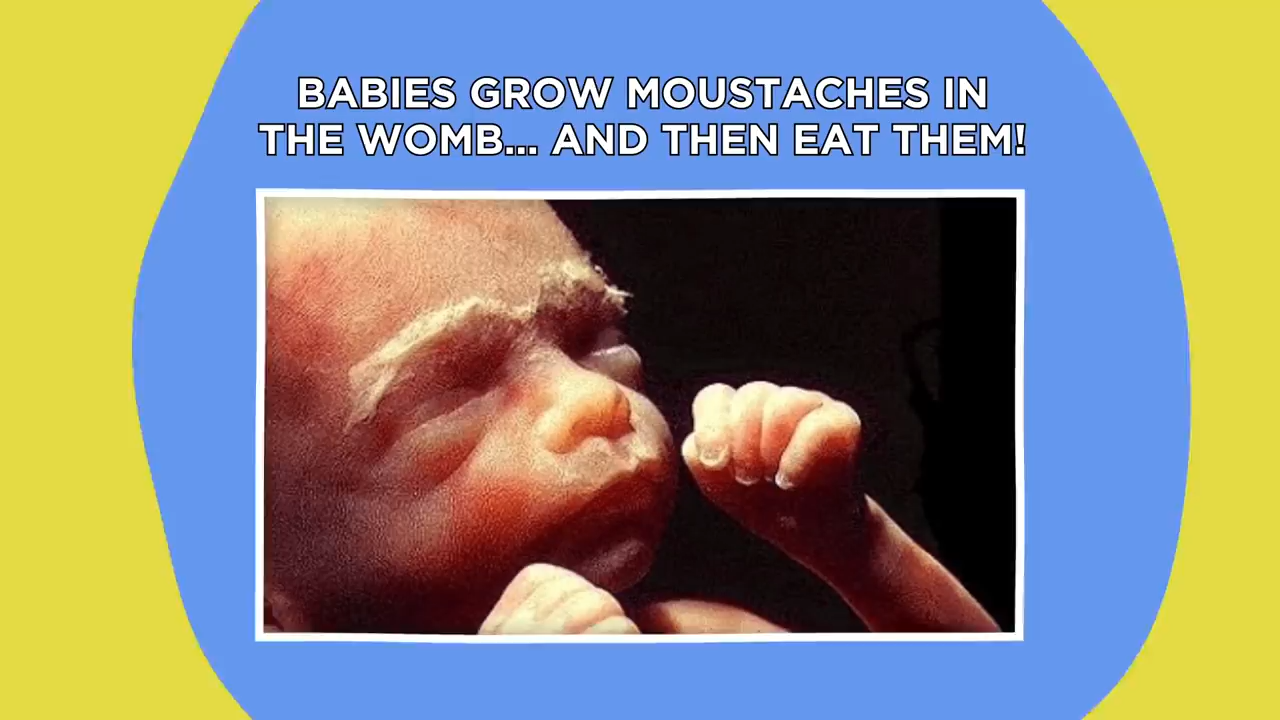 BABIES GROW MOUSTACHES IN
THE WOMB... AND THEN EAT THEM!